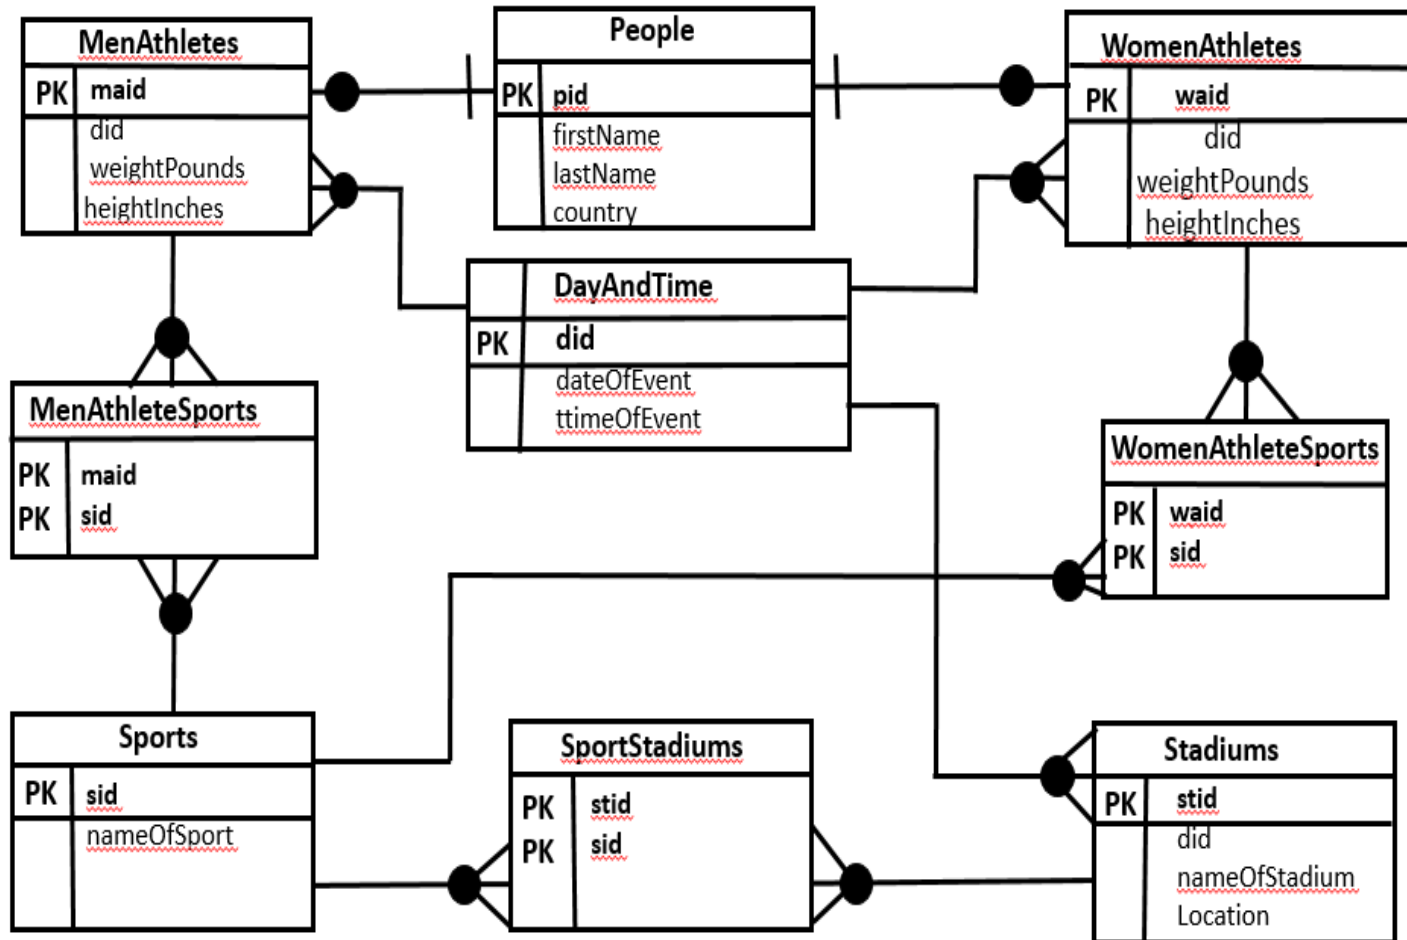 MenAthletes
PK maid
did
weightPounds
heightInches
People
PK pid
firstName
lastName
country
WomenAthletes
PK waid
did
weightPounds
heightInches
DayAndTime
PK did
dateOfEvent
ttimeOfEvent
MenAthleteSports
PK maid
PK sid
WomenAthleteSports
PK waid
PK sid
Sports
PK sid
nameOfSport
SportStadiums
PK stid
PK sid
Stadiums
PK stid
did
nameOfStadium
Location